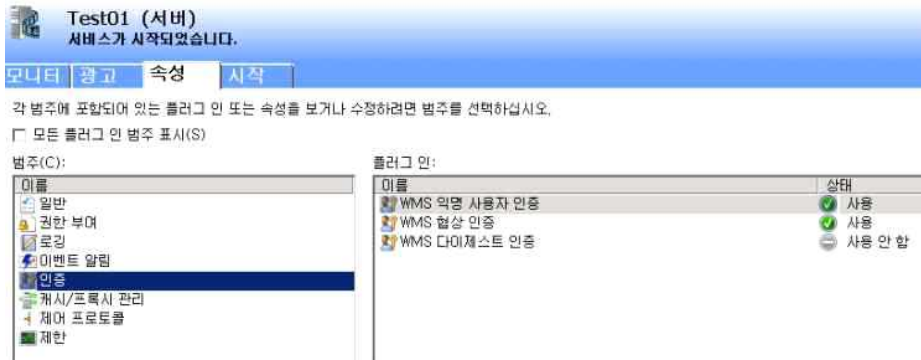 Test01 (서버)
서비스가 시작되었습니다.
모니터 광고 속성 시작
각 범주에 포함되어 있는 플러그 인 또는 속성을 보거나 수정하려면 범주를 선택하십시오.
모든 플러그 인 범주 표시(S)
범주(C):
이름
일반
권한 부여
로깅
이벤트 알림
인증
캐시/프록시 관리
제어 프로토콜
제한
플러그 인:
이름 상태
WMS 익명 사용자 인증 사용
WMS 협상 인증 사용
WMS 다이제스트 인증 사용 안 함